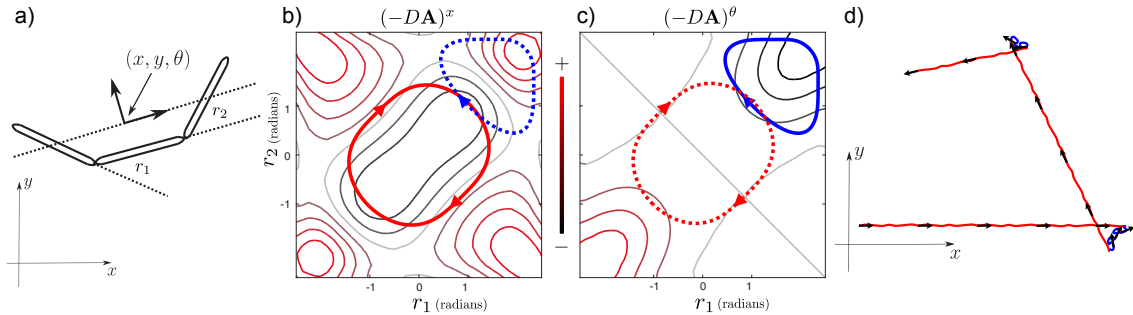 a)
(x, y, θ)
r₂
r₁
y
x
b)
(−DA)ˣ
r₂ (radians)
1
0
-1
-1
0
1
r₁ (radians)
+
−
c)
(−DA)^θ
-1
0
1
r₁ (radians)
d)
y
x